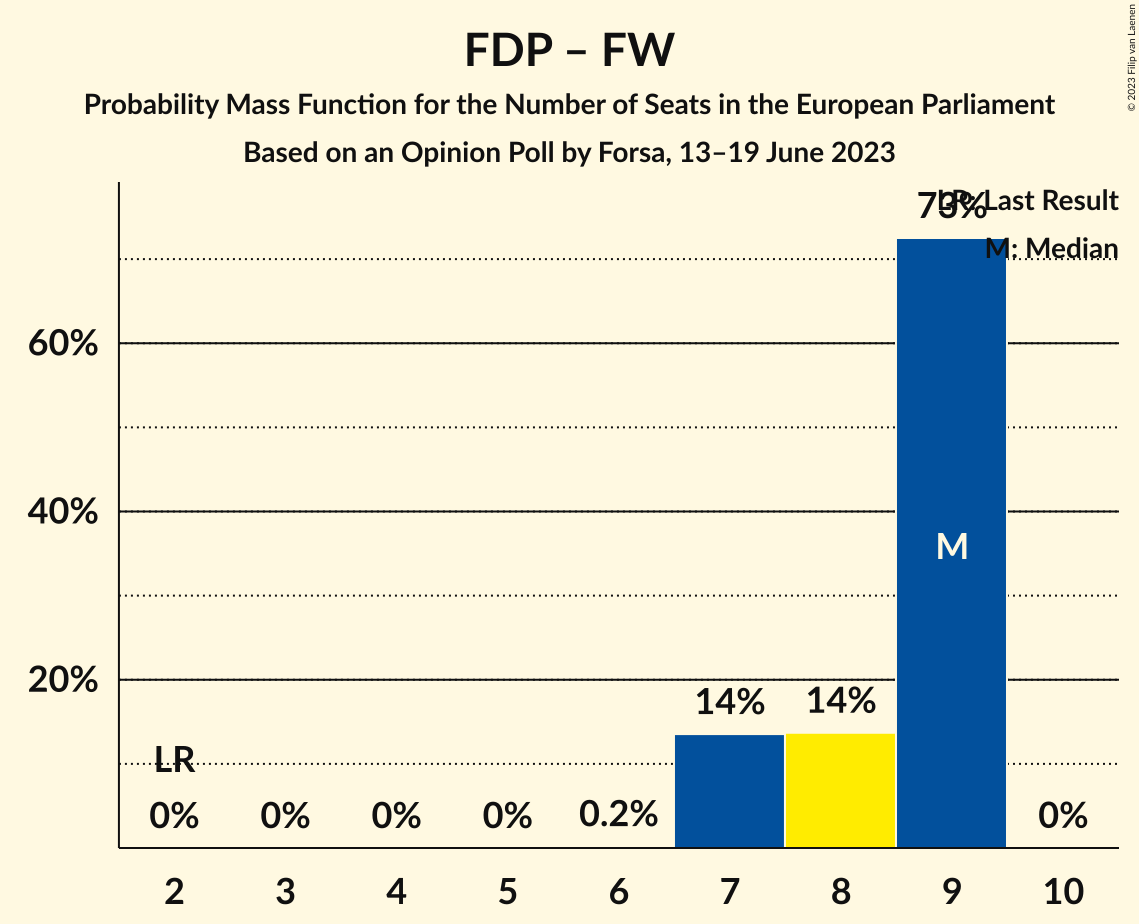 FDP – FW
Probability Mass Function for the Number of Seats in the European Parliament
Based on an Opinion Poll by Forsa, 13–19 June 2023
© 2023 Filip van Laenen
LR: Last Result
M: Median
60%
40%
20%
LR
0%
0%
0%
0%
0.2%
14%
14%
73%
M
0%
2
3
4
5
6
7
8
9
10